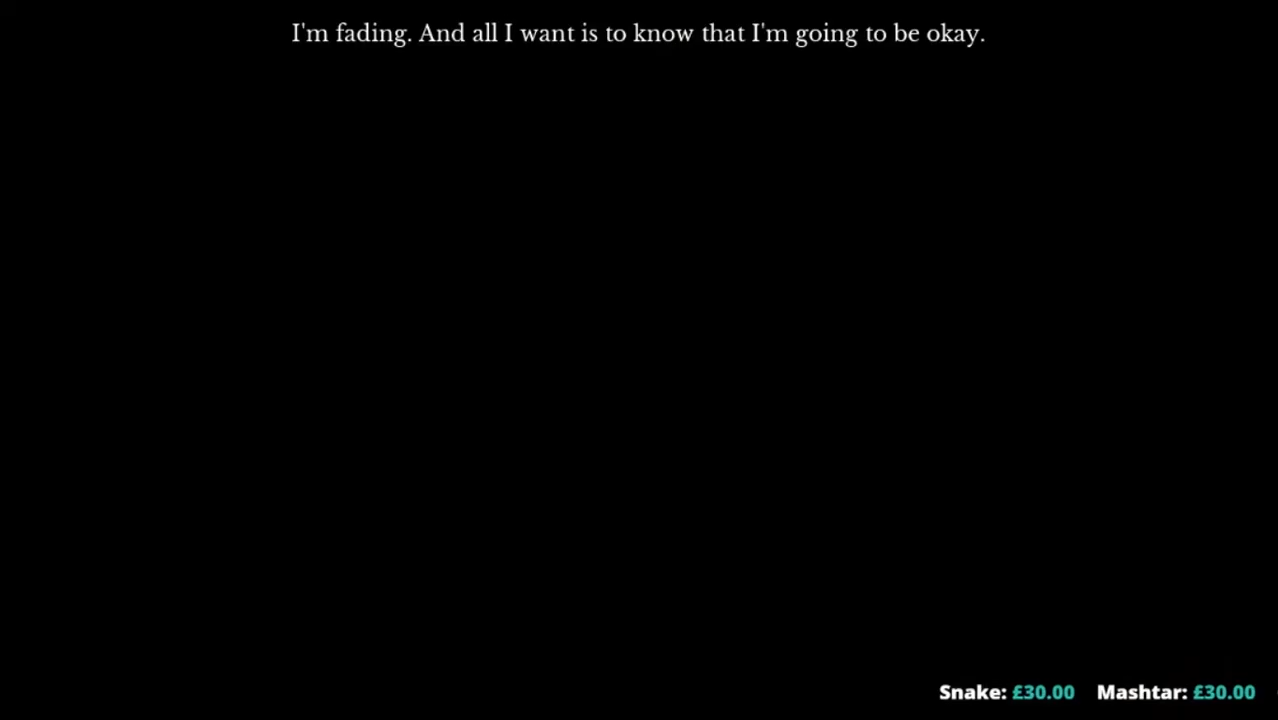 I'm fading. And all I want is to know that I'm going to be okay.
Snake: £30.00 Mashtar: £30.00